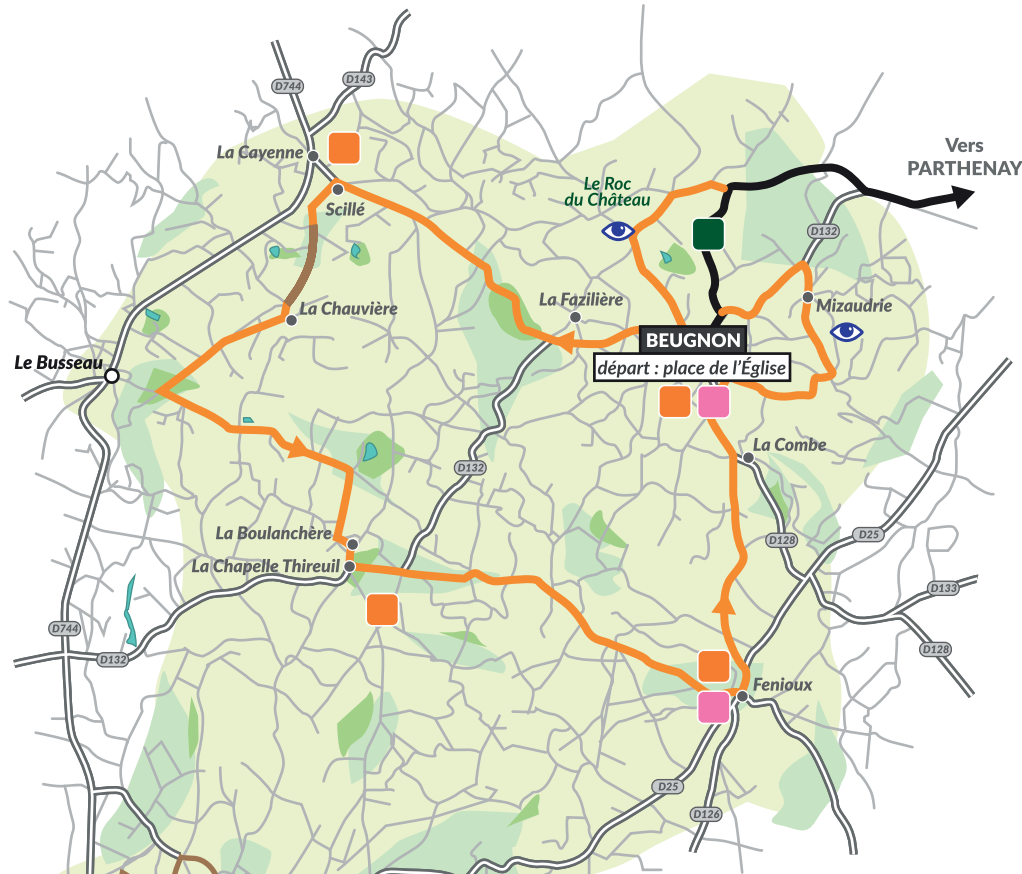 D744
D143
Vers
PARTHENAY
La Cayenne
Scillé
Le Roc
du Château
D132
La Chauvière
La Fazilière
Mizaudrie
BEUGNON
départ : place de l'Église
Le Busseau
La Combe
D132
La Boulanchère
D128
D25
La Chapelle Thireuil
D133
D744
D132
D128
Fenioux
D25
D126